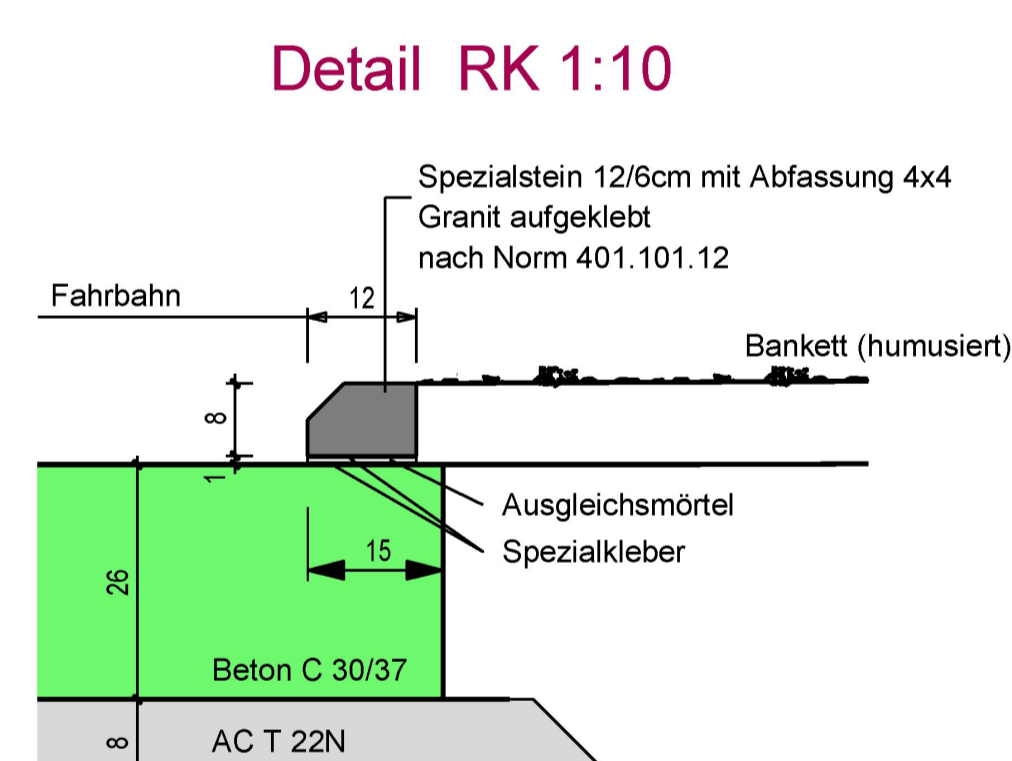 Detail RK 1:10
Spezialstein 12/6cm mit Abfassung 4x4
Granit aufgeklebt
nach Norm 401.101.12
Fahrbahn
12
Bankett (humusiert)
8
1
Ausgleichsmörtel
15
Spezialkleber
26
Beton C 30/37
8
AC T 22N